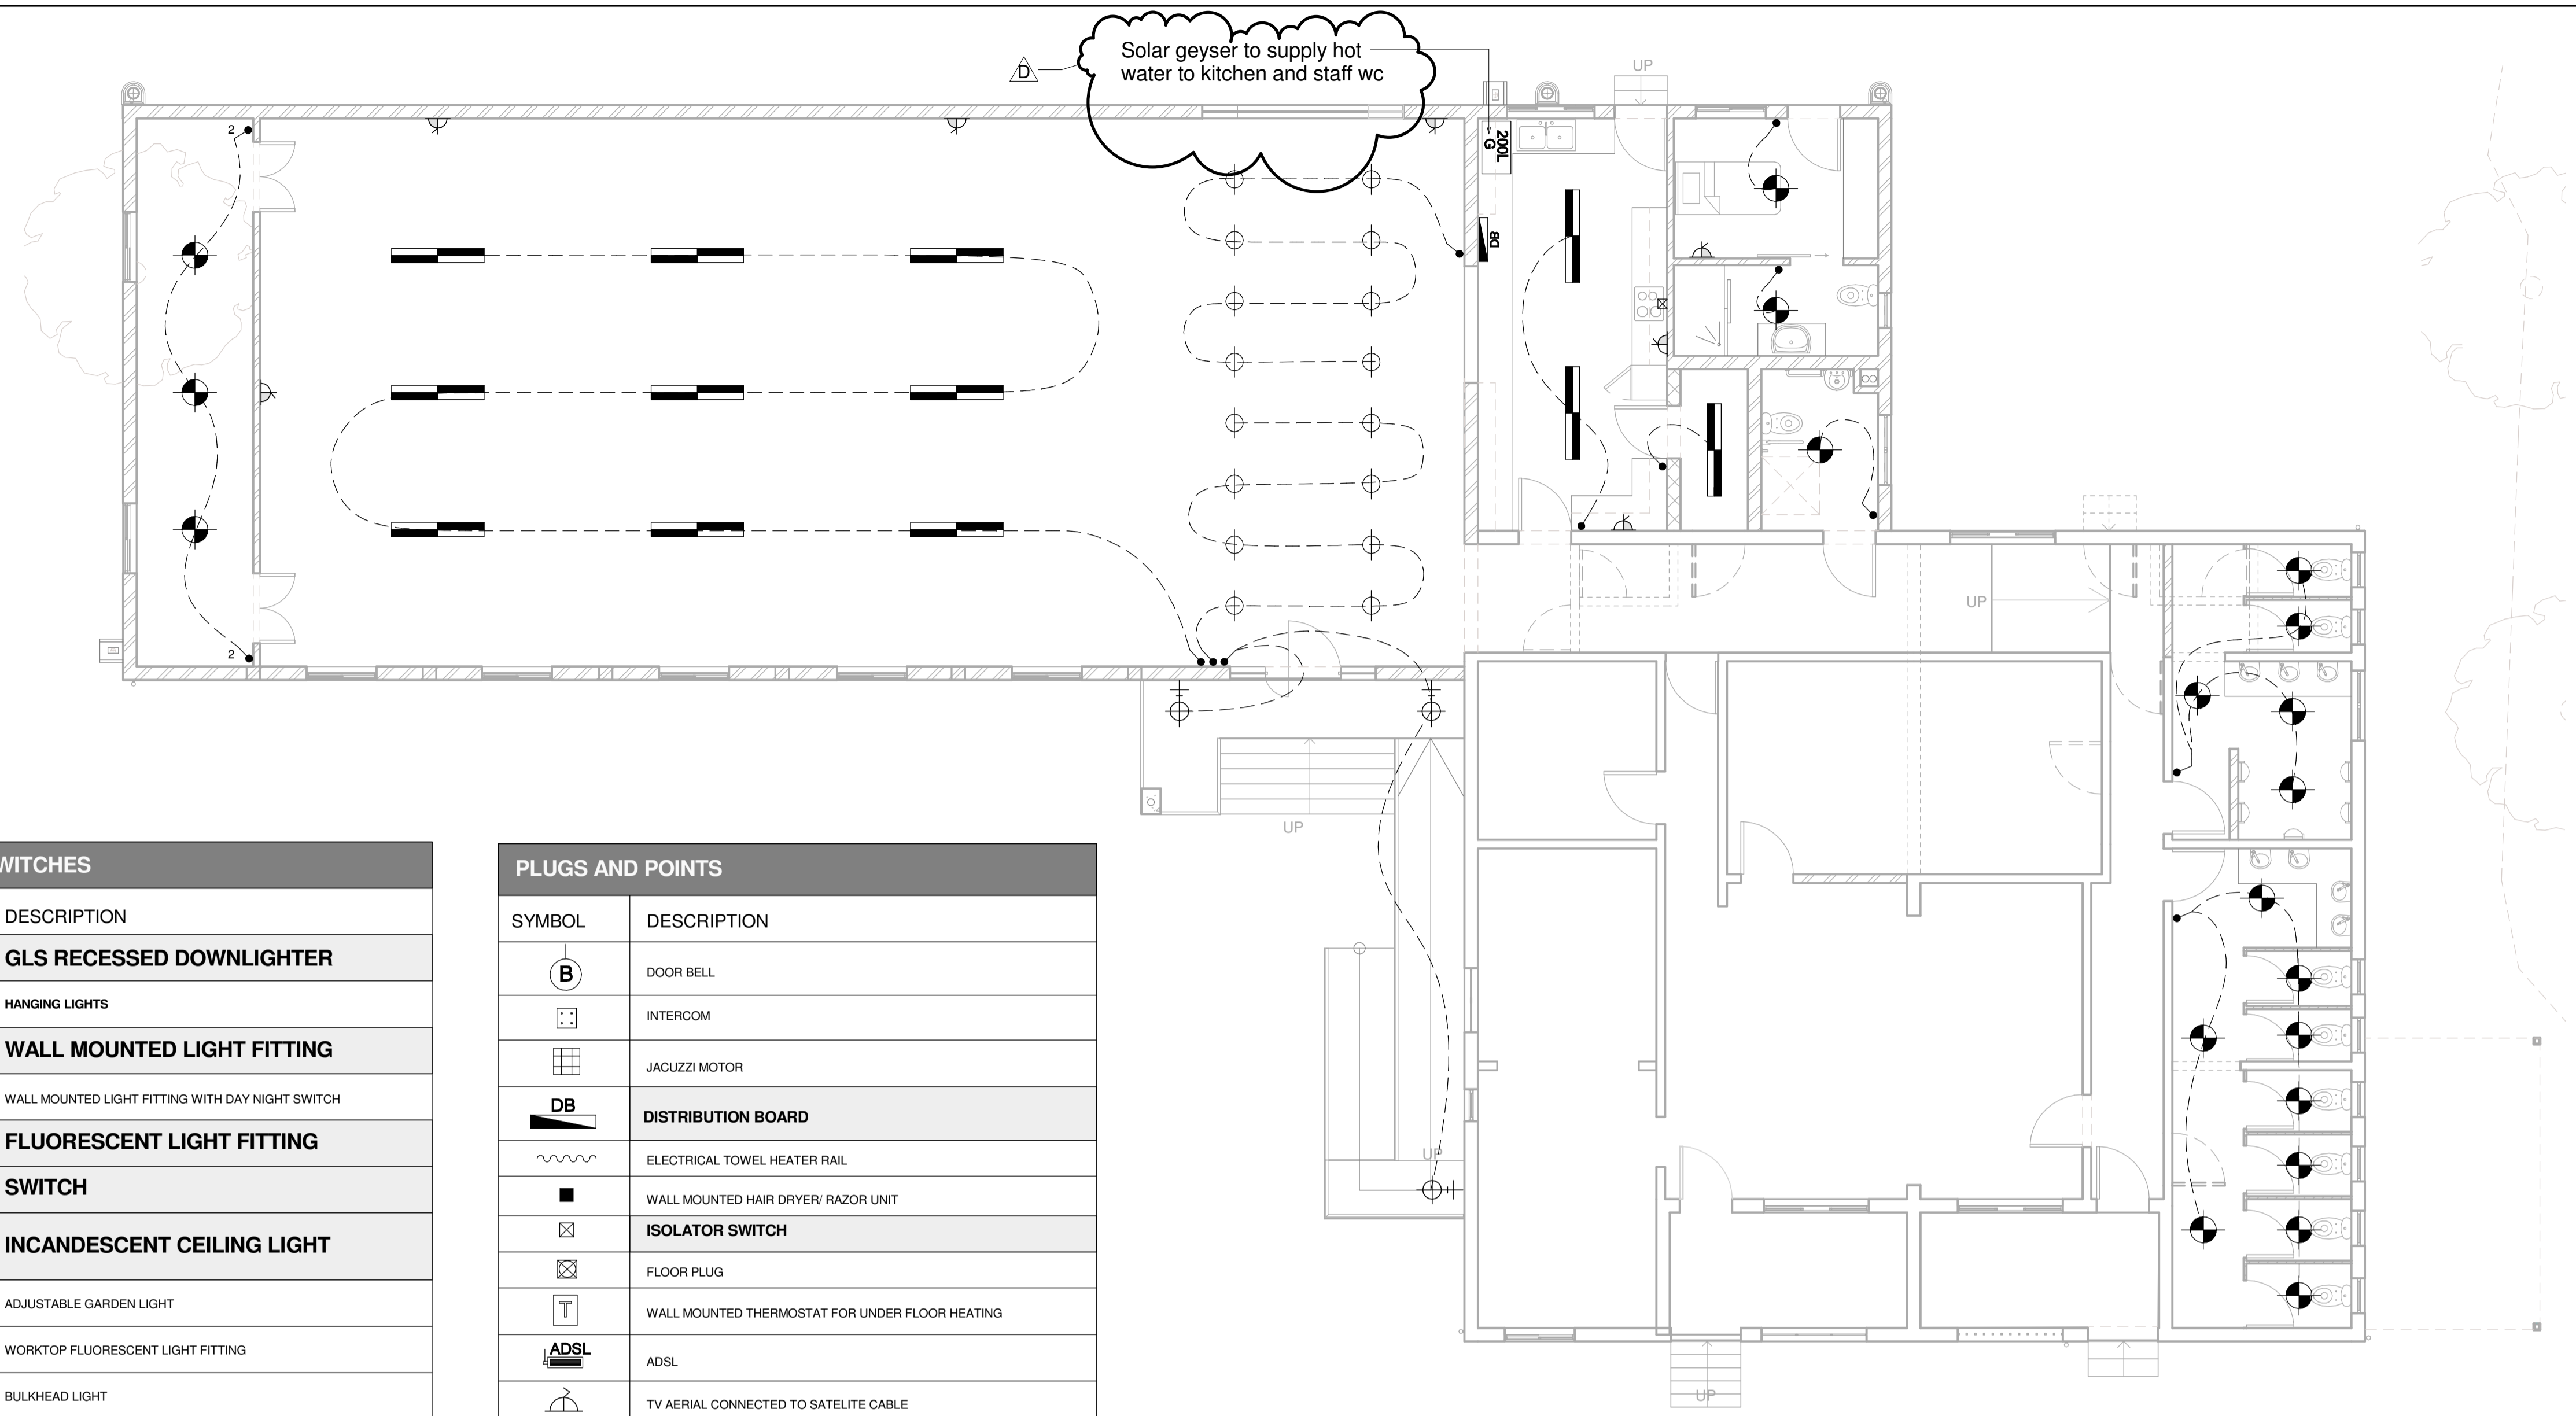 Solar geyser to supply hot
water to kitchen and staff wc
D
UP
2
200L
G
DB
UP
2
UP
UP
UP
WITCHES
DESCRIPTION
GLS RECESSED DOWNLIGHTER
HANGING LIGHTS
WALL MOUNTED LIGHT FITTING
WALL MOUNTED LIGHT FITTING WITH DAY NIGHT SWITCH
FLUORESCENT LIGHT FITTING
SWITCH
INCANDESCENT CEILING LIGHT
ADJUSTABLE GARDEN LIGHT
WORKTOP FLUORESCENT LIGHT FITTING
BULKHEAD LIGHT
PLUGS AND POINTS
SYMBOL DESCRIPTION
B DOOR BELL
INTERCOM
JACUZZI MOTOR
DB DISTRIBUTION BOARD
ELECTRICAL TOWEL HEATER RAIL
WALL MOUNTED HAIR DRYER/ RAZOR UNIT
ISOLATOR SWITCH
FLOOR PLUG
T WALL MOUNTED THERMOSTAT FOR UNDER FLOOR HEATING
ADSL ADSL
TV AERIAL CONNECTED TO SATELITE CABLE